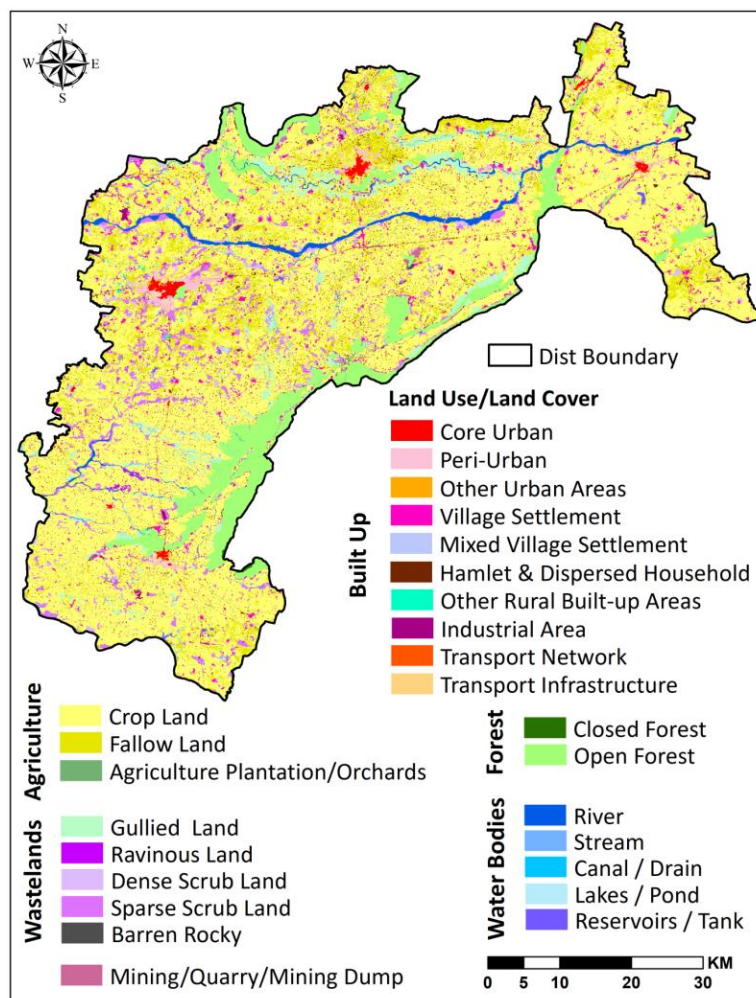 N
W E
S
Dist Boundary
Land Use/Land Cover
Built Up
Core Urban
Peri-Urban
Other Urban Areas
Village Settlement
Mixed Village Settlement
Hamlet & Dispersed Household
Other Rural Built-up Areas
Industrial Area
Transport Network
Transport Infrastructure
Agriculture
Crop Land
Fallow Land
Agriculture Plantation/Orchards
Forest
Closed Forest
Open Forest
Wastelands
Gullied Land
Ravinous Land
Dense Scrub Land
Sparse Scrub Land
Barren Rocky
Mining/Quarry/Mining Dump
Water Bodies
River
Stream
Canal / Drain
Lakes / Pond
Reservoirs / Tank
KM
0 5 10 20 30